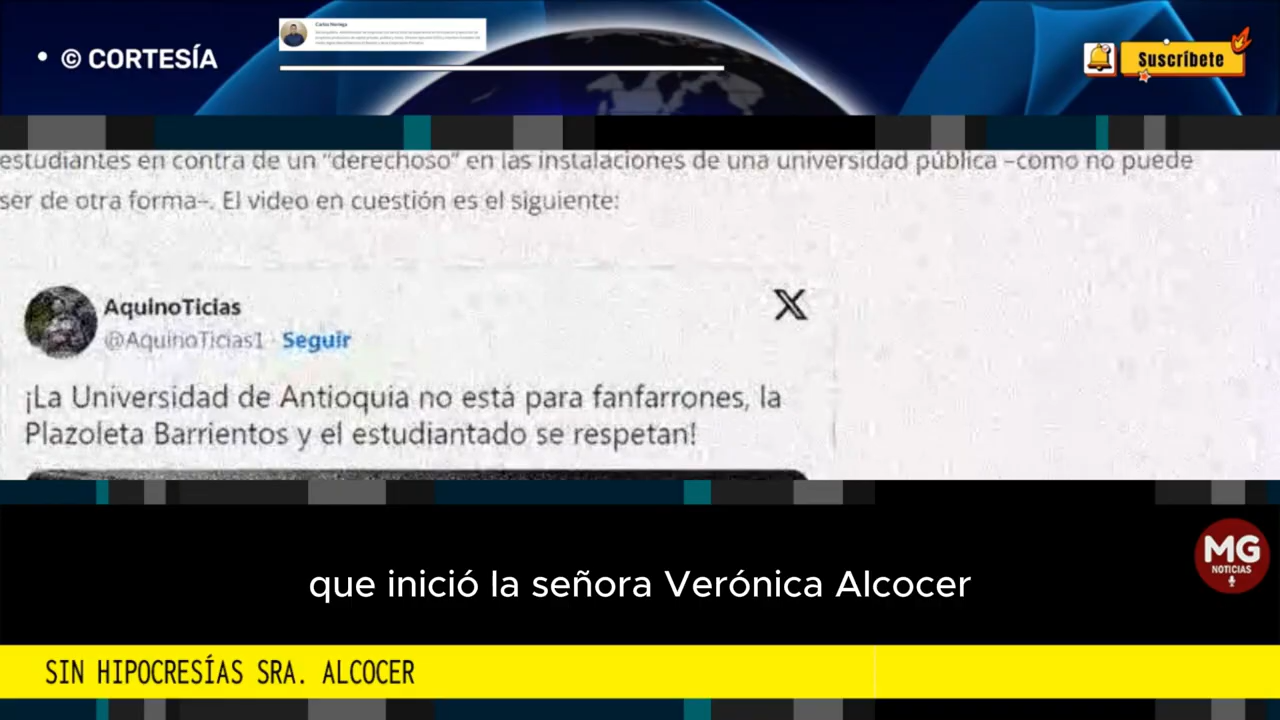 • © CORTESÍA
Carlos Noriega
Suscríbete
estudiantes en contra de un "derechoso" en las instalaciones de una universidad pública –como no puede
ser de otra forma–. El video en cuestión es el siguiente:
AquinoTicias
@AquinoTicias1 · Seguir
X
¡La Universidad de Antioquia no está para fanfarrones, la
Plazoleta Barrientos y el estudiantado se respetan!
que inició la señora Verónica Alcocer
MG
NOTICIAS
SIN HIPOCRESÍAS SRA. ALCOCER